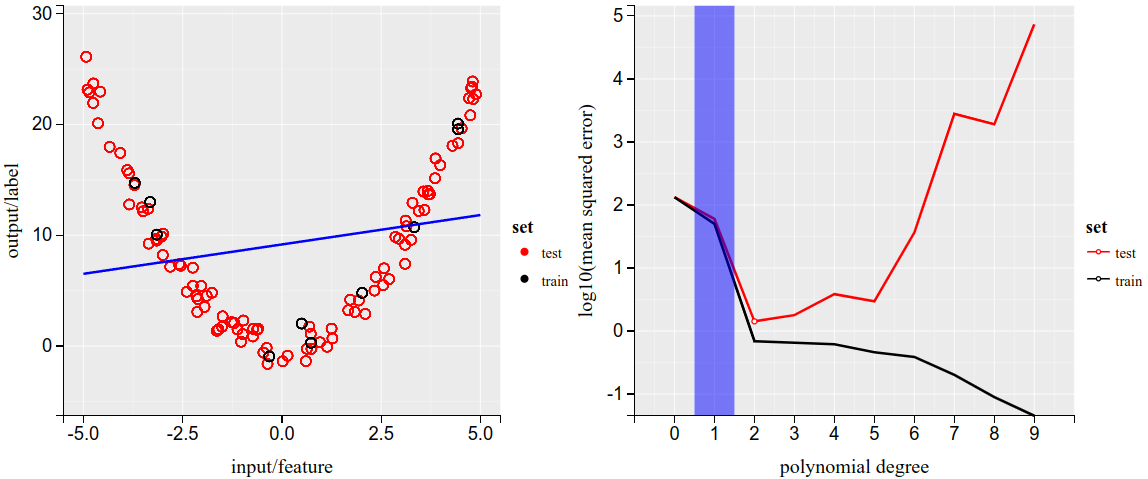 output/label
30
20
10
0
-5.0 -2.5 0.0 2.5 5.0
input/feature
set
test
train
log10(mean squared error)
5
4
3
2
1
0
-1
0 1 2 3 4 5 6 7 8 9
polynomial degree
set
test
train